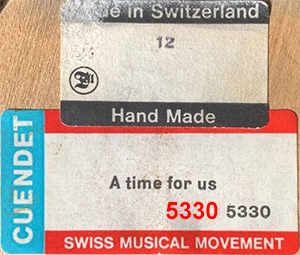 in Switzerland
12
Hand Made
CUENDET
A time for us
5330 5330
SWISS MUSICAL MOVEMENT